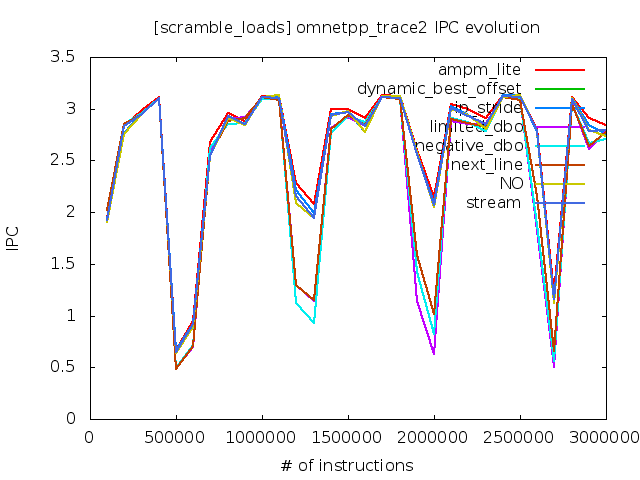 [scramble_loads] omnetpp_trace2 IPC evolution
3.5
3
2.5
2
1.5
1
0.5
0
IPC
ampm_lite
dynamic_best_offset
ip_stride
limited_dbo
negative_dbo
next_line
NO
stream
0 500000 1000000 1500000 2000000 2500000 3000000
# of instructions